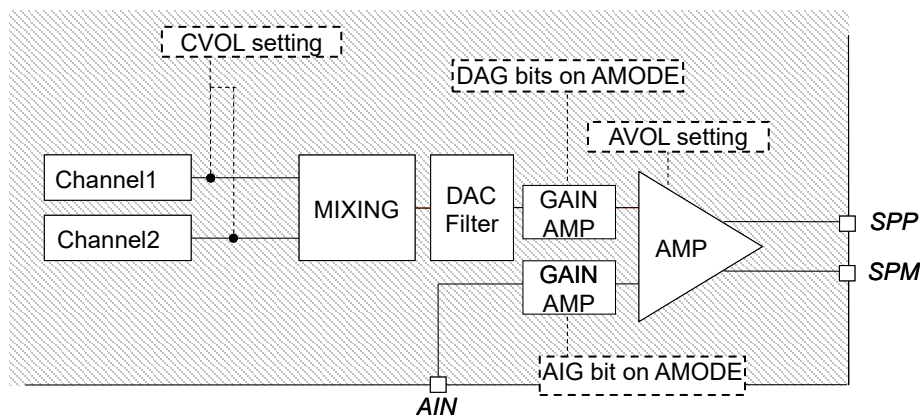 CVOL setting
DAG bits on AMODE
AVOL setting
Channel1
Channel2
MIXING
DAC
Filter
GAIN
AMP
GAIN
AMP
AMP
SPP
SPM
AIG bit on AMODE
AIN